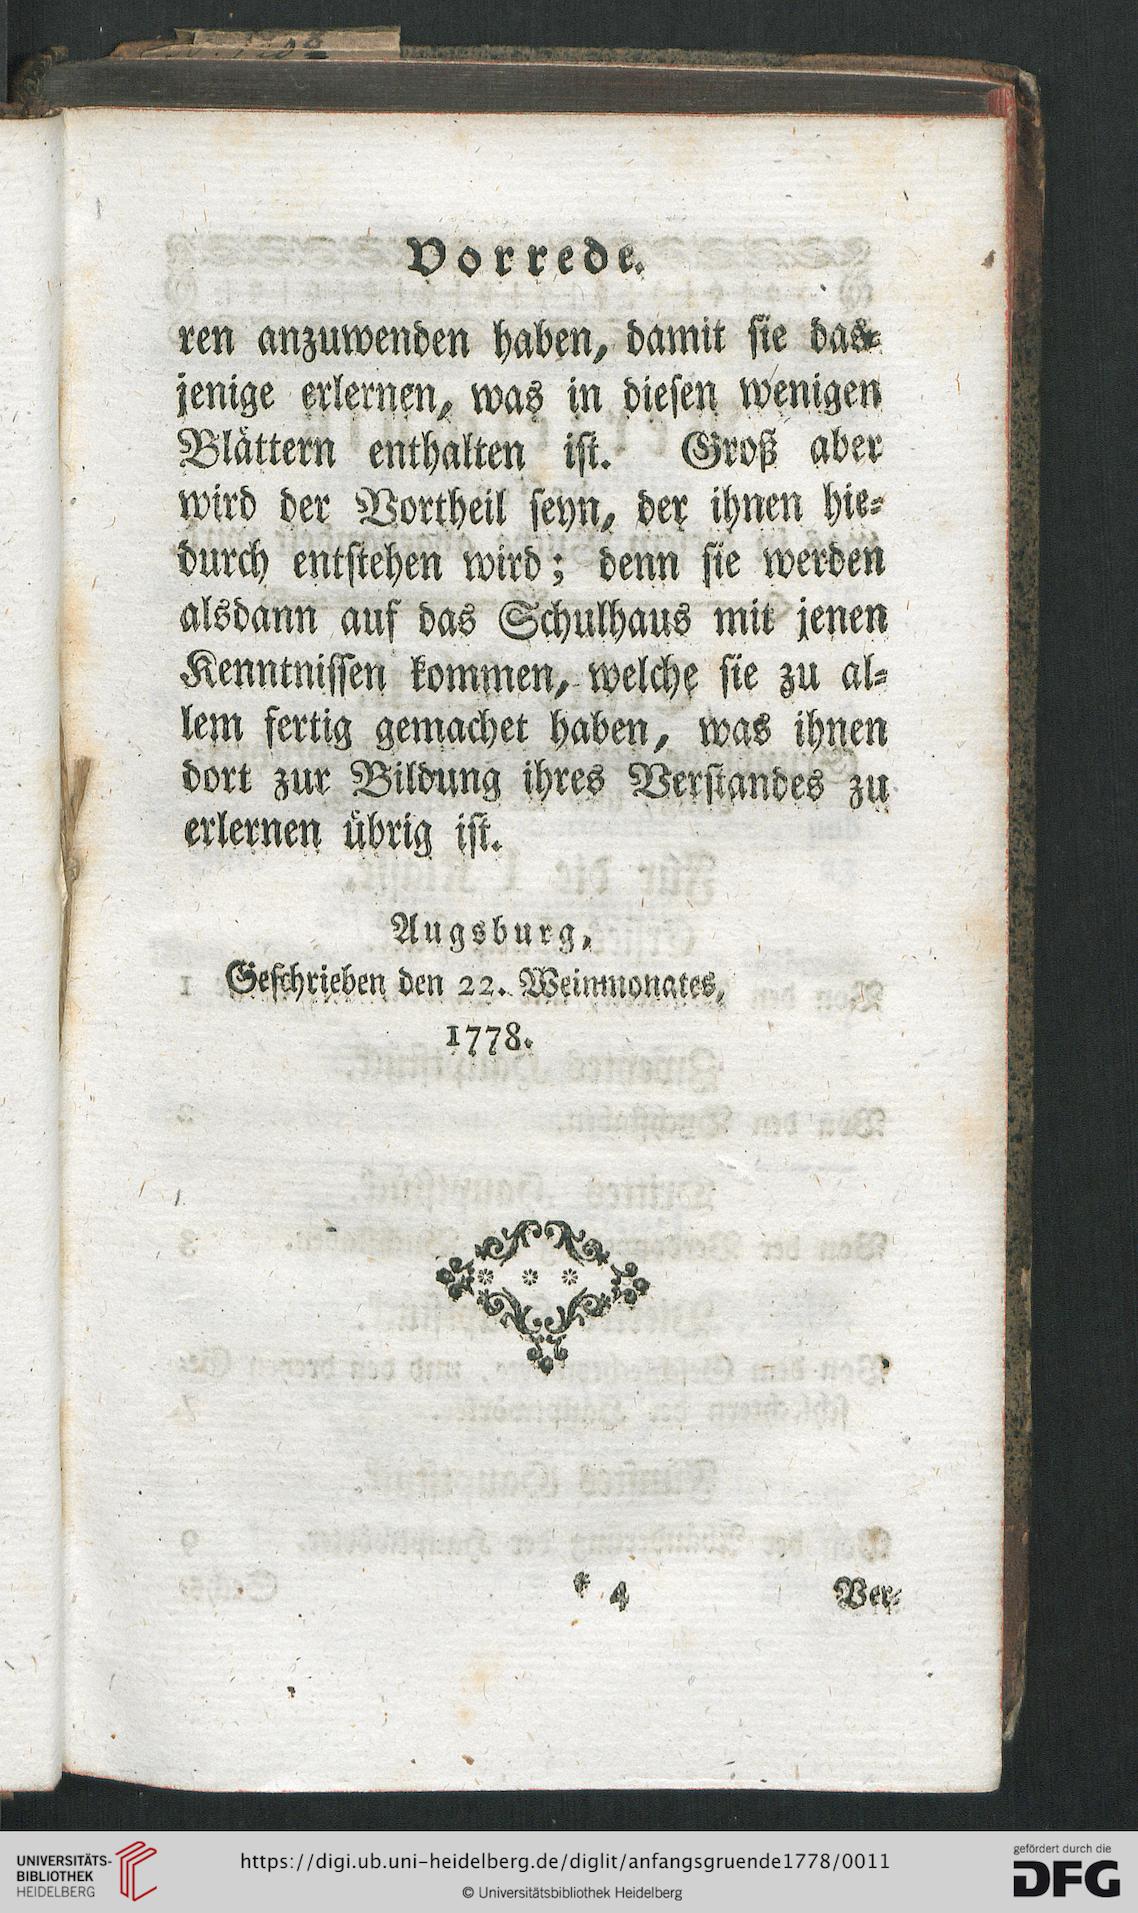 Vorrede.
ren anzuwenden haben, damit sie das⸗
jenige erlernen, was in diesen wenigen
Blättern enthalten ist. Groß aber
wird der Vortheil seyn, der ihnen hie⸗
durch entstehen wird; denn sie werden
alsdann auf das Schulhaus mit jenen
Kenntnissen kommen, welche sie zu al⸗
lem fertig gemachet haben, was ihnen
dort zur Bildung ihres Verstandes zu
erlernen übrig ist.
Augsburg,
Geschrieben den 22. Weinmonates,
1778.
* 4 Ver⸗
UNIVERSITÄTS-
BIBLIOTHEK
HEIDELBERG
https://digi.ub.uni-heidelberg.de/diglit/anfangsgruende1778/0011
© Universitätsbibliothek Heidelberg
gefördert durch die
DFG